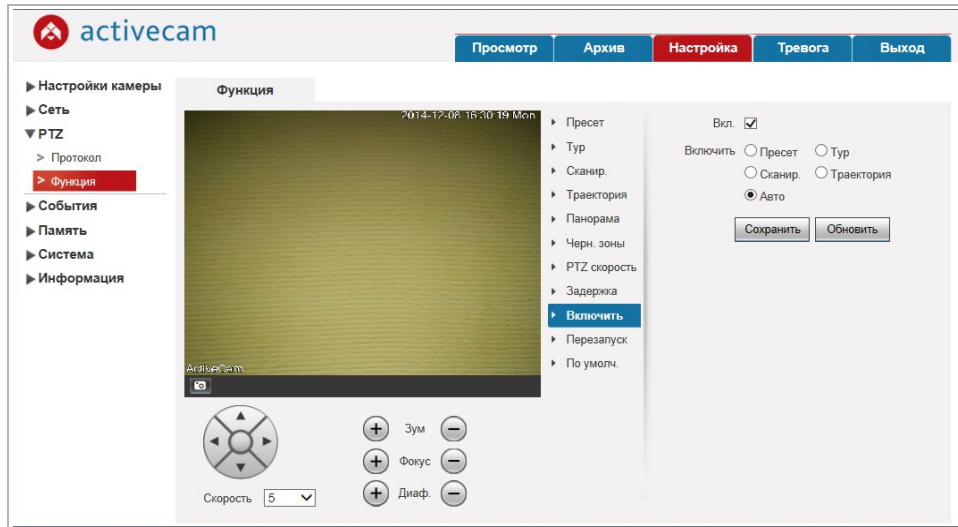 activecam
Просмотр Архив Настройка Тревога Выход
Настройки камеры
Сеть
PTZ
> Протокол
> Функция
События
Память
Система
Информация
Функция
2014-12-08 16:30:19 Mon
ActiveCam
Пресет
Тур
Сканир.
Траектория
Панорама
Черн. зоны
PTZ скорость
Задержка
Включить
Перезапуск
По умолч.
Вкл.
Включить Пресет Тур
Сканир. Траектория
Авто
Сохранить Обновить
Зум
Фокус
Скорость 5 Диаф.